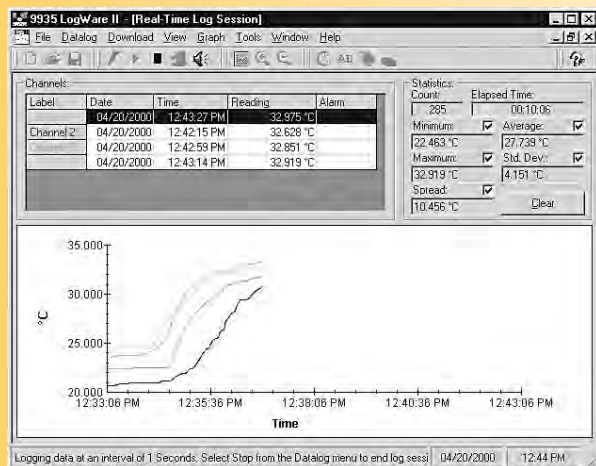 9935 LogWare II - [Real-Time Log Session]
File Datalog Download View Graph Tools Window Help
Channels:
Label Date Time Reading Alarm
04/20/2000 12:43:27 PM 32.975 °C
Channel 2 04/20/2000 12:42:15 PM 32.628 °C
04/20/2000 12:42:59 PM 32.851 °C
04/20/2000 12:43:14 PM 32.919 °C
Statistics:
Count: Elapsed Time:
285 00:10:06
Minimum: Average:
22.463 °C 27.739 °C
Maximum: Std. Dev.:
32.919 °C 4.151 °C
Spread:
10.456 °C Clear
35.000
30.000
25.000
20.000
°C
12:33:06 PM 12:35:36 PM 12:38:06 PM 12:40:36 PM 12:43:06 PM
Time
Logging data at an interval of 1 Seconds. Select Stop from the Datalog menu to end log sessi 04/20/2000 12:44 PM